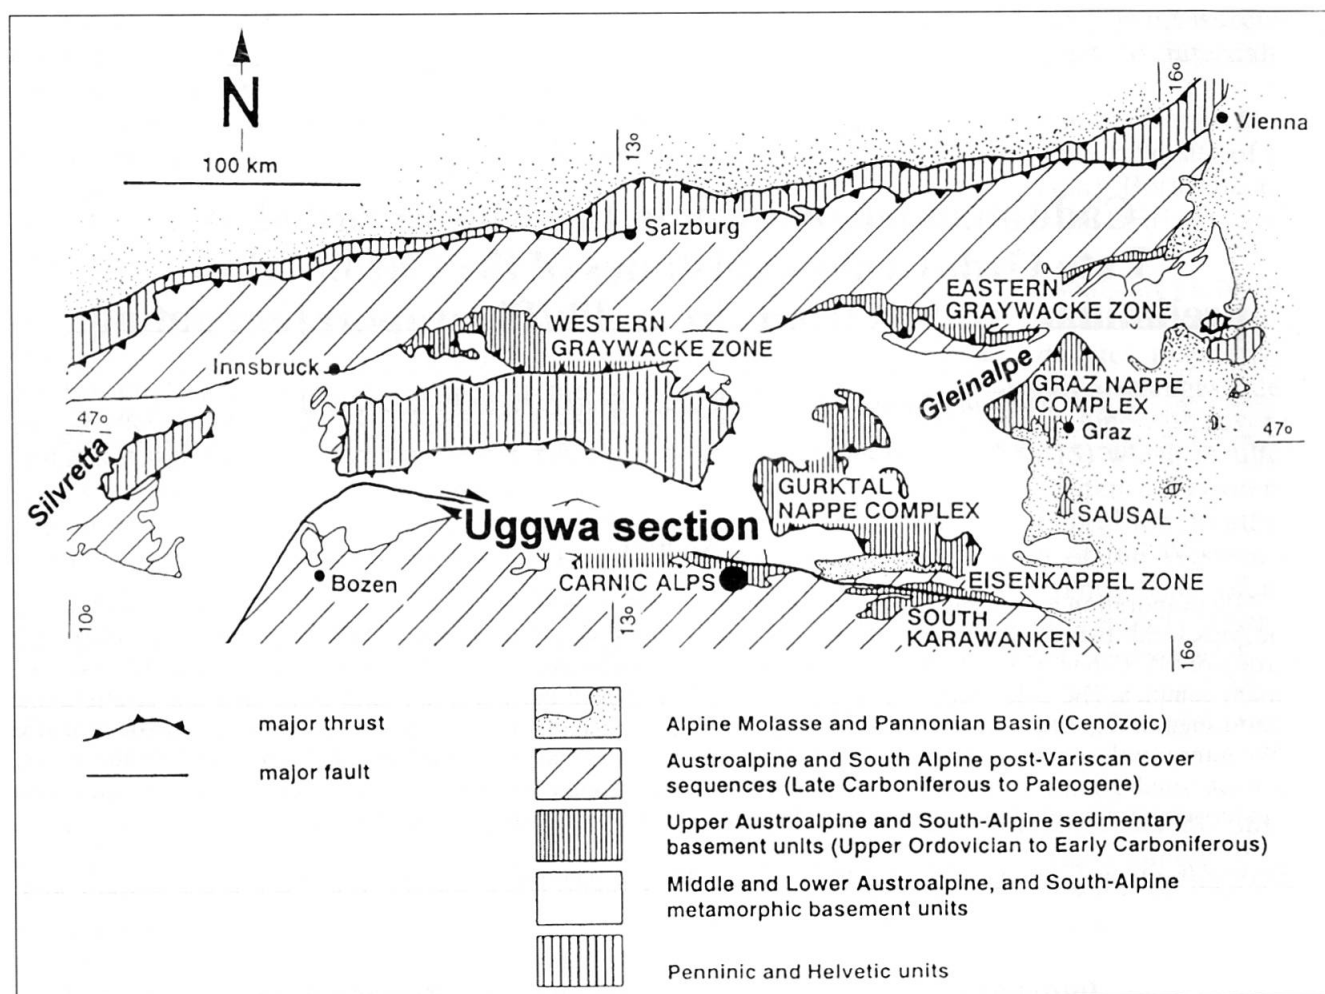 N
100 km
16°
Vienna
13°
Salzburg
EASTERN
GRAYWACKE ZONE
WESTERN
GRAYWACKE ZONE
Innsbruck
Gleinalpe
GRAZ NAPPE
COMPLEX
Graz
47°
47°
Silvretta
GURKTAL
NAPPE COMPLEX
SAUSAL
Uggwa section
Bozen
CARNIC ALPS
EISENKAPPEL ZONE
SOUTH
KARAWANKEN
10°
13°
16°
major thrust
major fault
Alpine Molasse and Pannonian Basin (Cenozoic)
Austroalpine and South Alpine post-Variscan cover
sequences (Late Carboniferous to Paleogene)
Upper Austroalpine and South-Alpine sedimentary
basement units (Upper Ordovician to Early Carboniferous)
Middle and Lower Austroalpine, and South-Alpine
metamorphic basement units
Penninic and Helvetic units